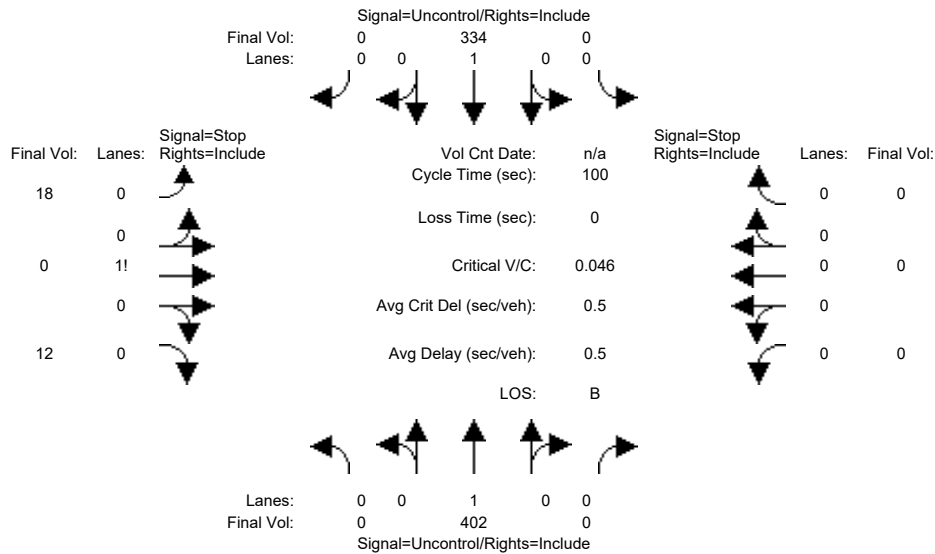 Signal=Uncontrol/Rights=Include
Final Vol: 0 334 0
Lanes: 0 0 1 0 0
Signal=Stop Signal=Stop
Final Vol: Lanes: Rights=Include Vol Cnt Date: n/a Rights=Include Lanes: Final Vol:
Cycle Time (sec): 100
18 0 0 0
Loss Time (sec): 0
0 0
0 1! Critical V/C: 0.046 0 0
0 Avg Crit Del (sec/veh): 0.5 0
12 0 Avg Delay (sec/veh): 0.5 0 0
LOS: B
Lanes: 0 0 1 0 0
Final Vol: 0 402 0
Signal=Uncontrol/Rights=Include